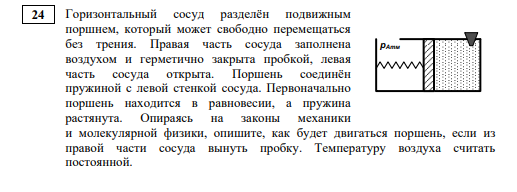 24
Горизонтальный сосуд разделён подвижным
поршнем, который может свободно перемещаться
без трения. Правая часть сосуда заполнена
воздухом и герметично закрыта пробкой, левая
часть сосуда открыта. Поршень соединён
пружиной с левой стенкой сосуда. Первоначально
поршень находится в равновесии, а пружина
растянута. Опираясь на законы механики
и молекулярной физики, опишите, как будет двигаться поршень, если из
правой части сосуда вынуть пробку. Температуру воздуха считать
постоянной.
pАтм